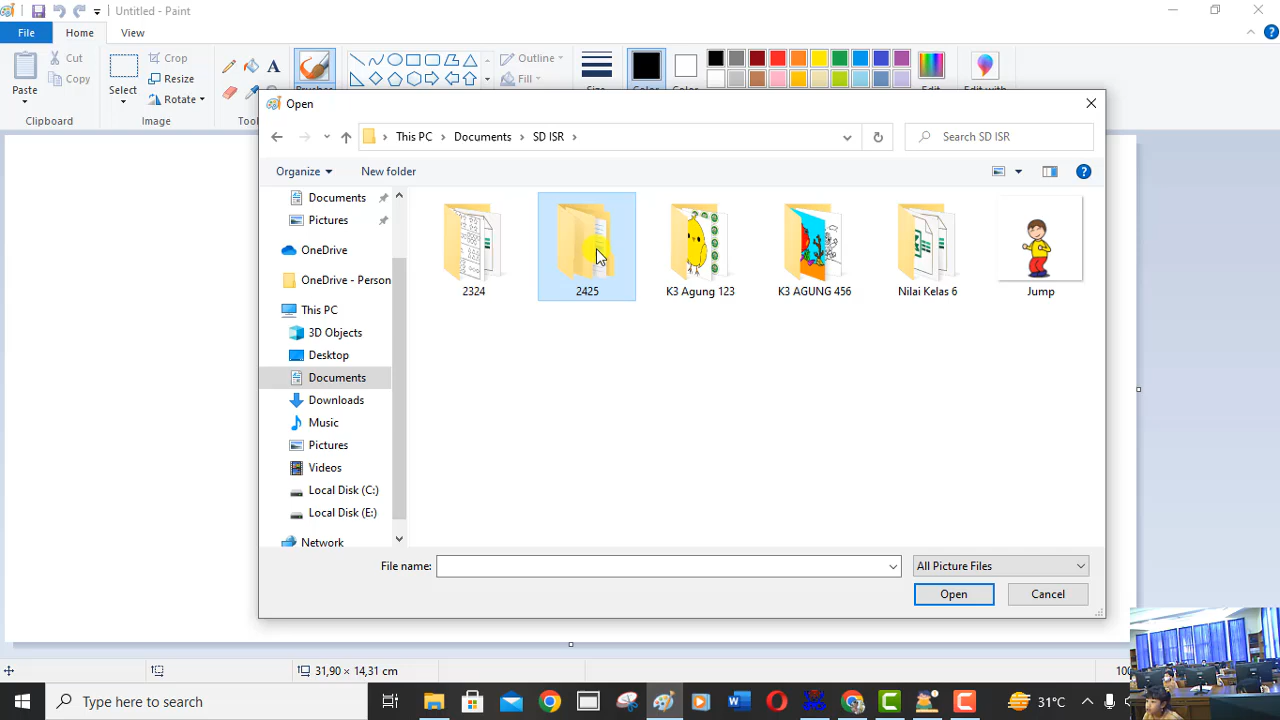 Untitled - Paint
File
Home
View
Paste
Cut
Copy
Clipboard
Select
Crop
Resize
Rotate
Image
Outline
Fill
Open
This PC
Documents
SD ISR
Search SD ISR
Organize
New folder
Documents
Pictures
OneDrive
OneDrive - Person
This PC
3D Objects
Desktop
Documents
Downloads
Music
Pictures
Videos
Local Disk (C:)
Local Disk (E:)
Network
2324
2425
K3 Agung 123
K3 AGUNG 456
Nilai Kelas 6
Jump
File name:
All Picture Files
Open
Cancel
31,90 × 14,31 cm
Type here to search
31°C